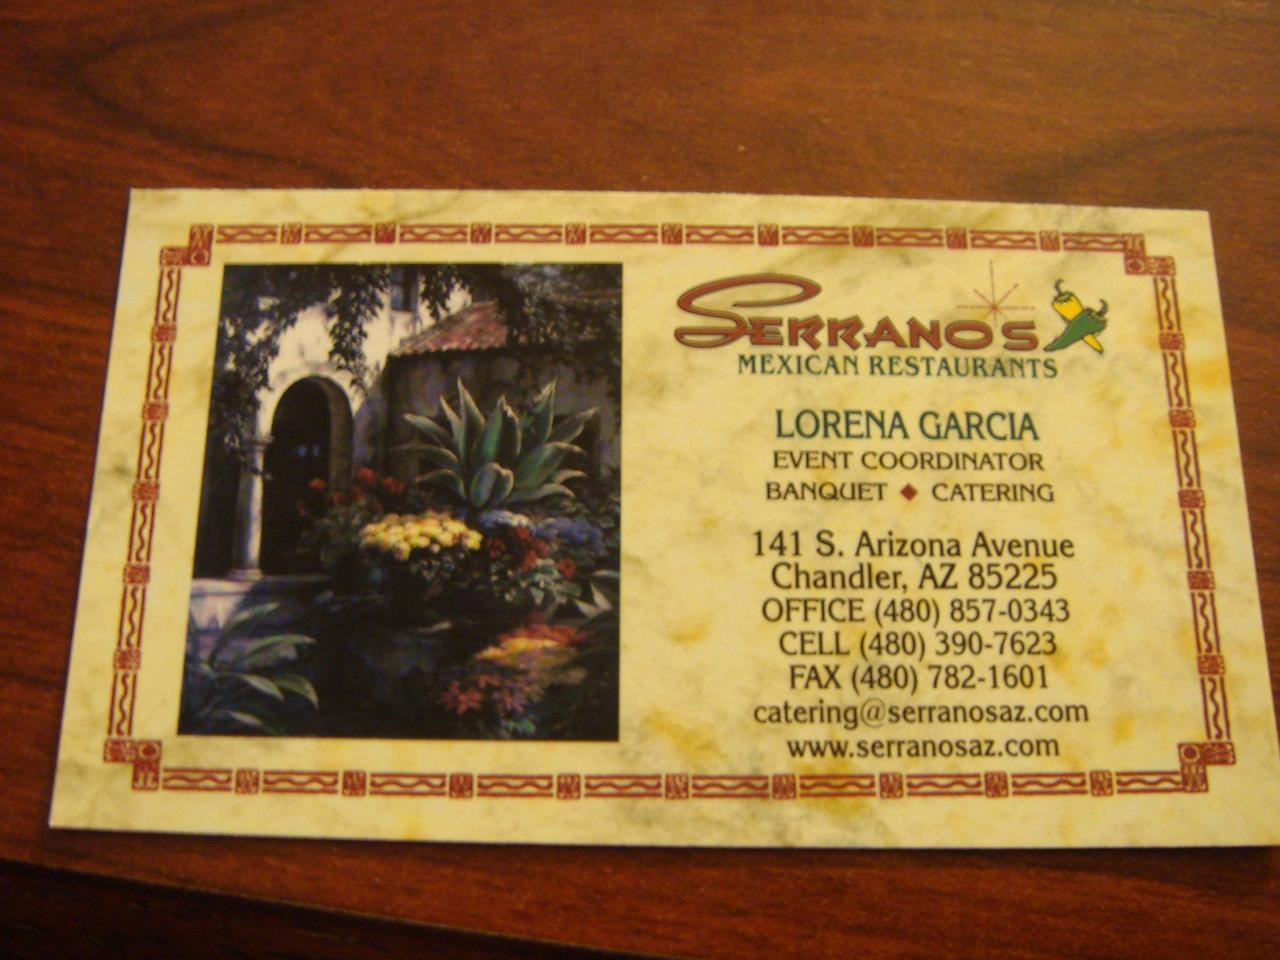 SERRANO'S
MEXICAN RESTAURANTS
LORENA GARCIA
EVENT COORDINATOR
BANQUET ♦ CATERING
141 S. Arizona Avenue
Chandler, AZ 85225
OFFICE (480) 857-0343
CELL (480) 390-7623
FAX (480) 782-1601
catering@serranosaz.com
www.serranosaz.com